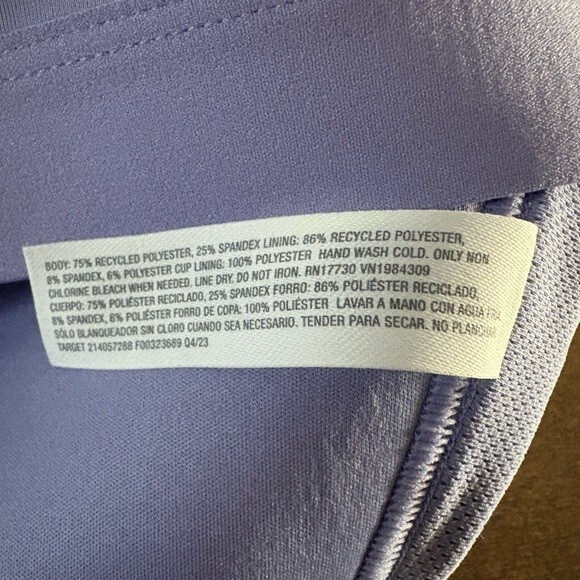 BODY: 75% RECYCLED POLYESTER, 25% SPANDEX LINING: 86% RECYCLED POLYESTER,
8% SPANDEX, 6% POLYESTER CUP LINING: 100% POLYESTER HAND WASH COLD. ONLY NON
CHLORINE BLEACH WHEN NEEDED. LINE DRY. DO NOT IRON. RN17730 VN1984309
CUERPO: 75% POLIÉSTER RECICLADO, 25% SPANDEX FORRO: 86% POLIÉSTER RECICLADO,
8% SPANDEX, 6% POLIÉSTER FORRO DE COPA: 100% POLIÉSTER LAVAR A MANO CON AGUA FRIA
SÓLO BLANQUEADOR SIN CLORO CUANDO SEA NECESARIO. TENDER PARA SECAR. NO PLANCHAR
TARGET 214057268 F00323689 Q4/23